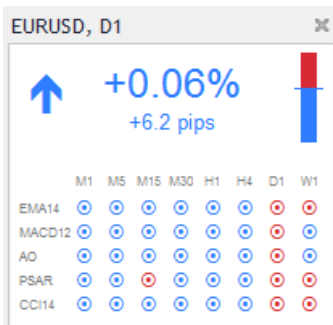 EURUSD, D1
+0.06%
+6.2 pips
M1 M5 M15 M30 H1 H4 D1 W1
EMA14
MACD12
AO
PSAR
CCI14